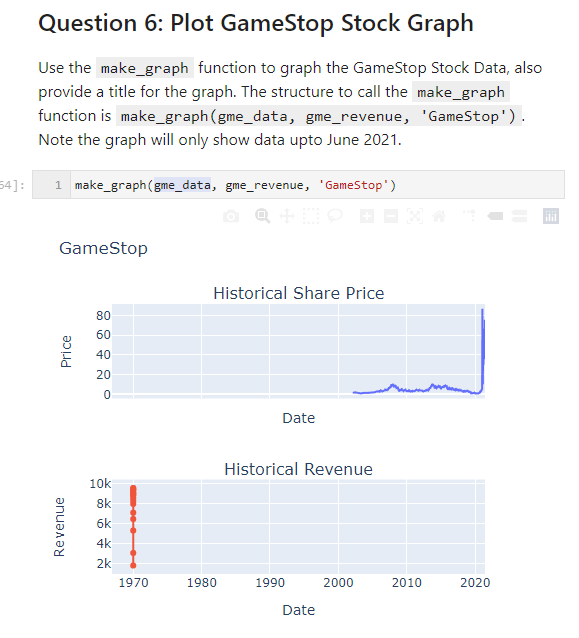 Question 6: Plot GameStop Stock Graph
Use the make_graph function to graph the GameStop Stock Data, also
provide a title for the graph. The structure to call the make_graph
function is make_graph(gme_data, gme_revenue, 'GameStop').
Note the graph will only show data upto June 2021.
54]: 1 make_graph(gme_data, gme_revenue, 'GameStop')
GameStop
Historical Share Price
80
60
40
20
0
Price
Date
Historical Revenue
10k
8k
6k
4k
2k
Revenue
1970 1980 1990 2000 2010 2020
Date